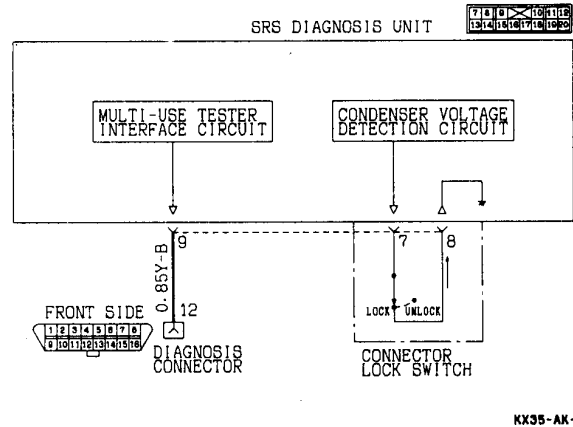 SRS DIAGNOSIS UNIT
7 8 9 10 11 12
13 14 15 16 17 18 19 20
MULTI-USE TESTER
INTERFACE CIRCUIT
CONDENSER VOLTAGE
DETECTION CIRCUIT
9
7
8
0.85Y-B
12
LOCK
UNLOCK
FRONT SIDE
1 2 3 4 5 6 7 8
9 10 11 12 13 14 15 16
DIAGNOSIS
CONNECTOR
CONNECTOR
LOCK SWITCH
KX35-AK-